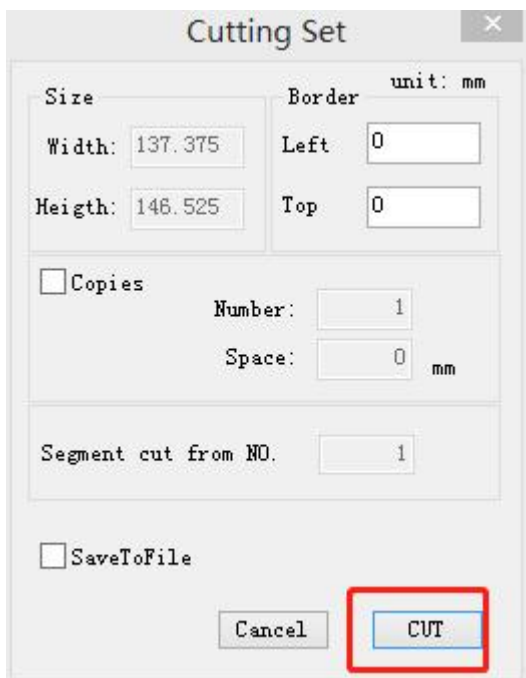 Cutting Set
unit: mm
Size
Border
Width: 137.375
Left 0
Heigth: 146.525
Top 0
Copies
Number: 1
Space: 0 mm
Segment cut from NO. 1
SaveToFile
Cancel
CUT